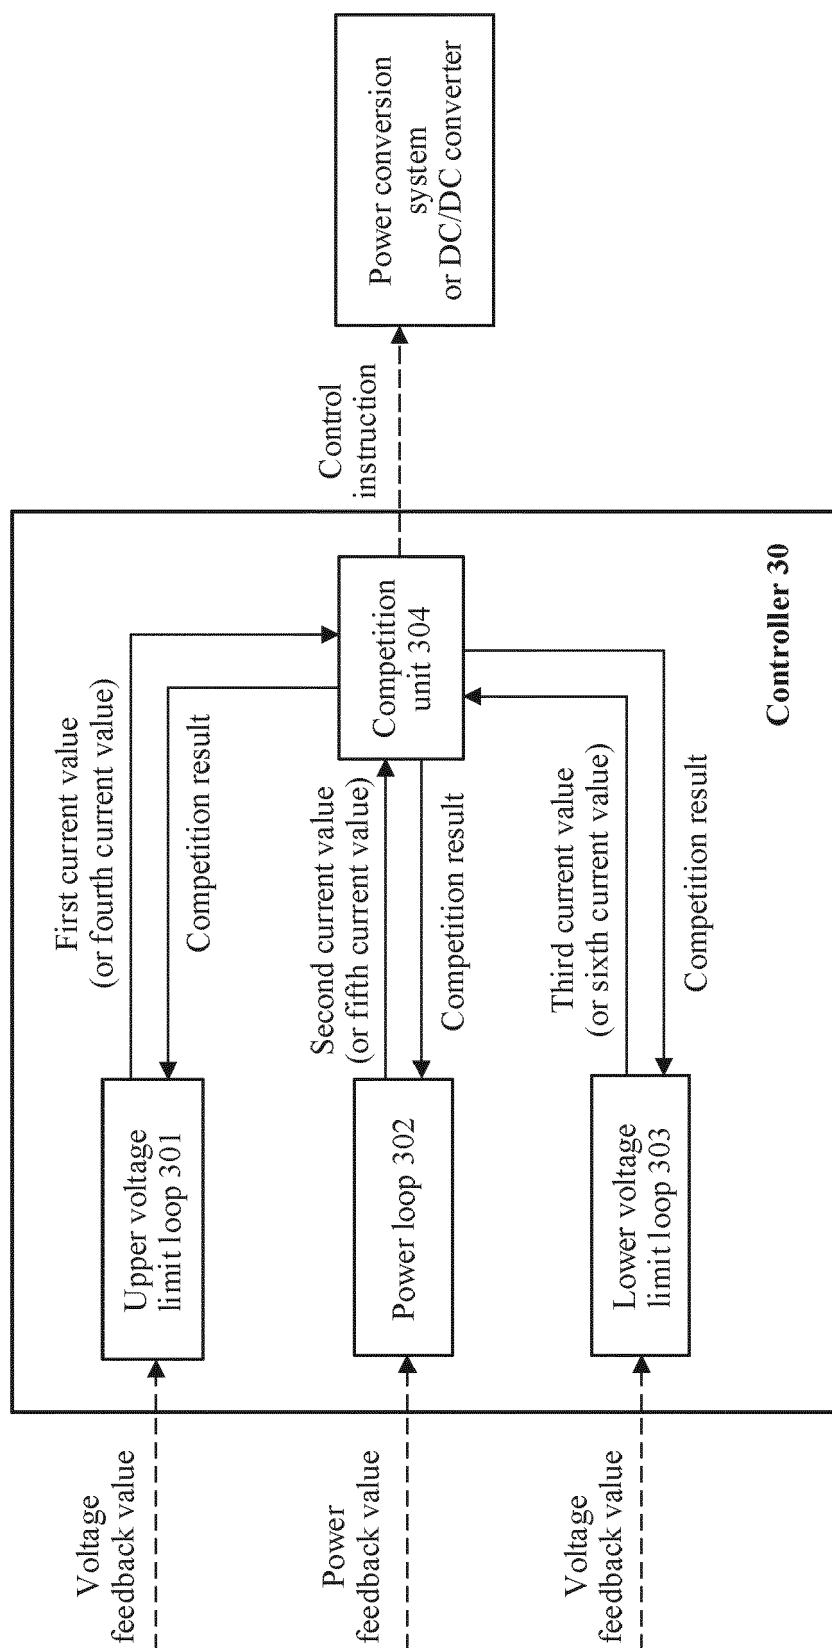 Voltage
feedback value
Power
feedback value
Voltage
feedback value
Upper voltage
limit loop 301
Power loop 302
Lower voltage
limit loop 303
First current value
(or fourth current value)
Competition result
Second current value
(or fifth current value)
Competition result
Third current value
(or sixth current value)
Competition result
Competition
unit 304
Controller 30
Control
instruction
Power conversion
system
or DC/DC converter